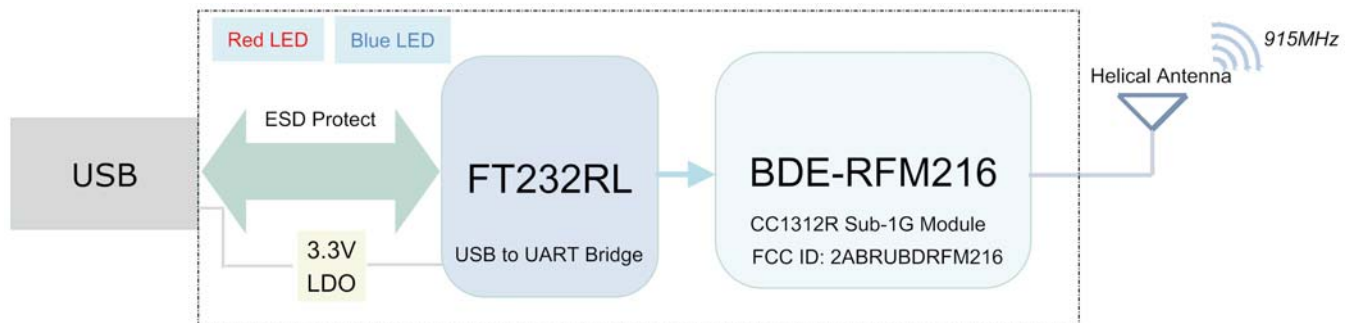 Red LED
Blue LED
915MHz
Helical Antenna
ESD Protect
USB
FT232RL
BDE-RFM216
CC1312R Sub-1G Module
USB to UART Bridge
FCC ID: 2ABRUBDRFM216
3.3V
LDO